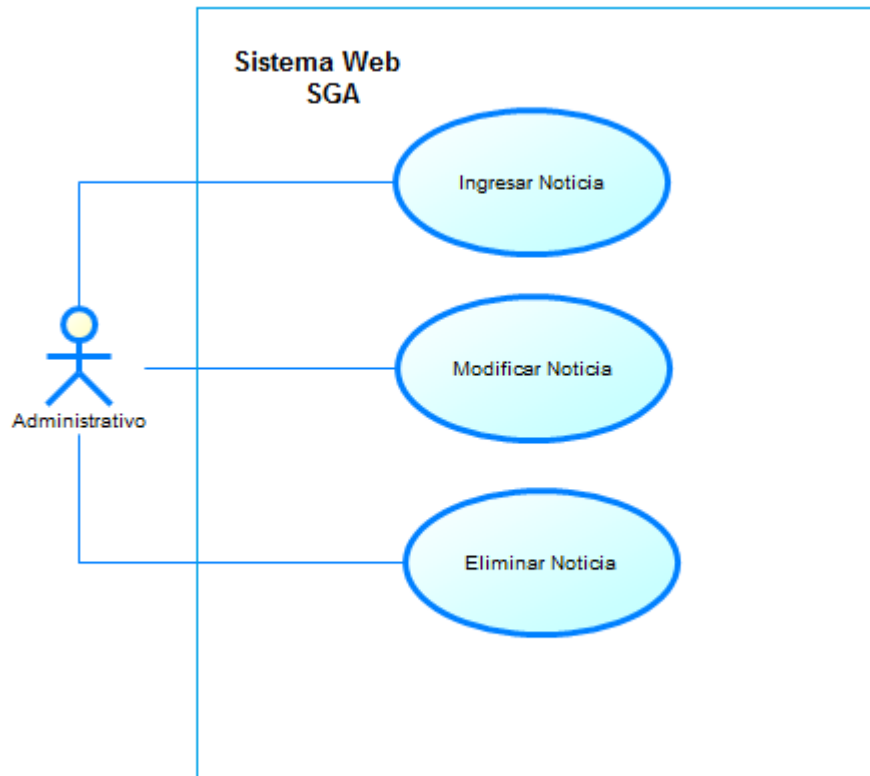 Sistema Web
SGA
Ingresar Noticia
Modificar Noticia
Administrativo
Eliminar Noticia